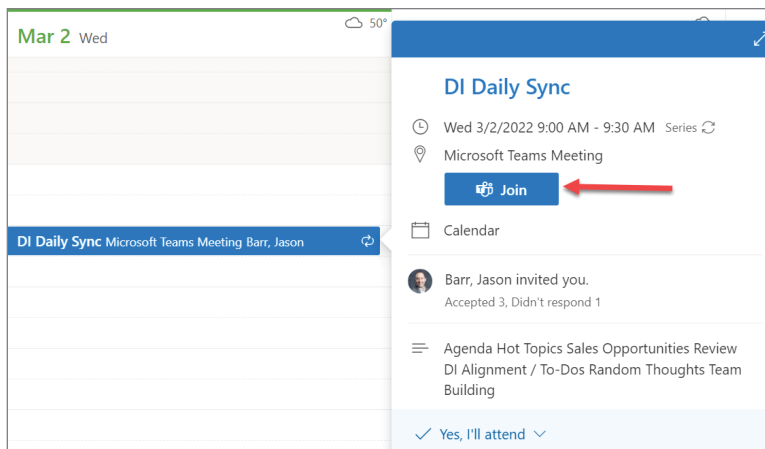 Mar 2 Wed
50°
DI Daily Sync
Wed 3/2/2022 9:00 AM - 9:30 AM Series
Microsoft Teams Meeting
Join
Calendar
DI Daily Sync Microsoft Teams Meeting Barr, Jason
Barr, Jason invited you.
Accepted 3, Didn't respond 1
Agenda Hot Topics Sales Opportunities Review
DI Alignment / To-Dos Random Thoughts Team
Building
Yes, I'll attend